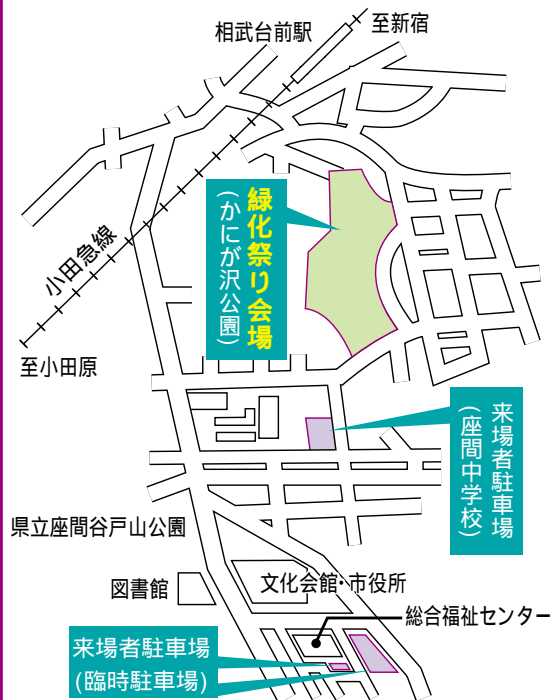 相武台前駅
至新宿
緑化祭り会場
(かにが沢公園)
小田急線
至小田原
来場者駐車場
(座間中学校)
県立座間谷戸山公園
図書館
文化会館・市役所
総合福祉センター
来場者駐車場
(臨時駐車場)